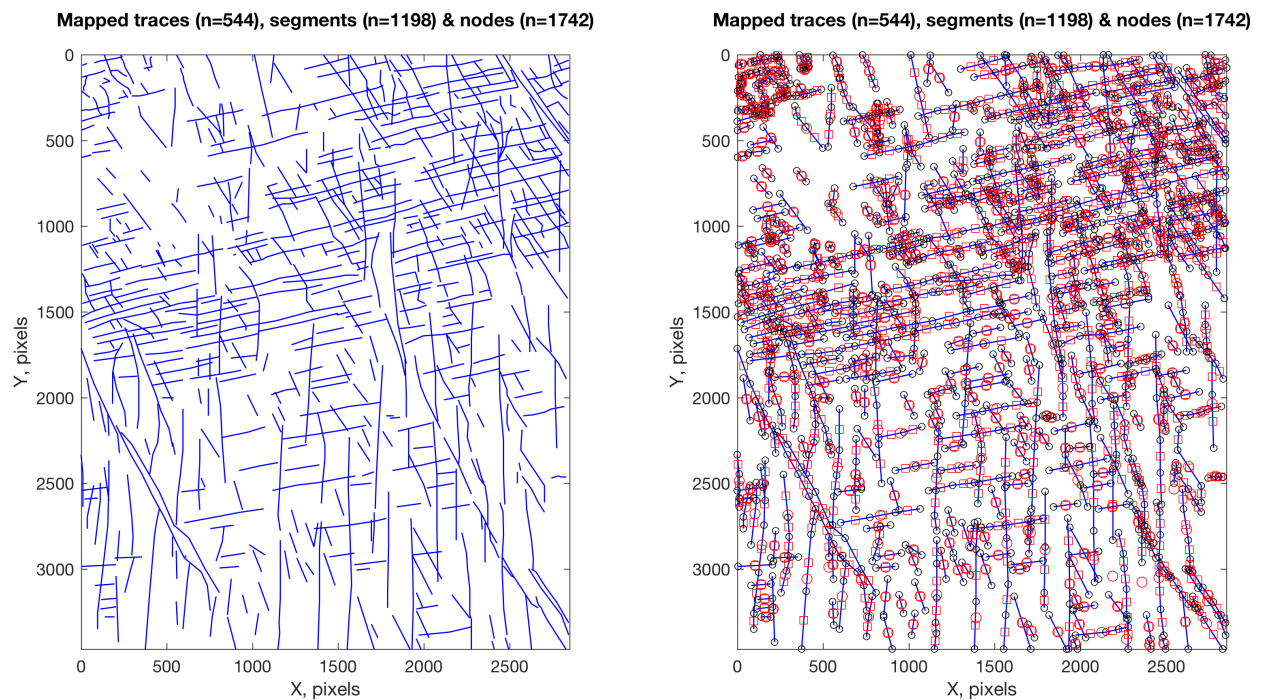 Mapped traces (n=544), segments (n=1198) & nodes (n=1742)
0
500
1000
1500
2000
2500
3000
Y, pixels
0 500 1000 1500 2000 2500
X, pixels
Mapped traces (n=544), segments (n=1198) & nodes (n=1742)
0
500
1000
1500
2000
2500
3000
Y, pixels
0 500 1000 1500 2000 2500
X, pixels